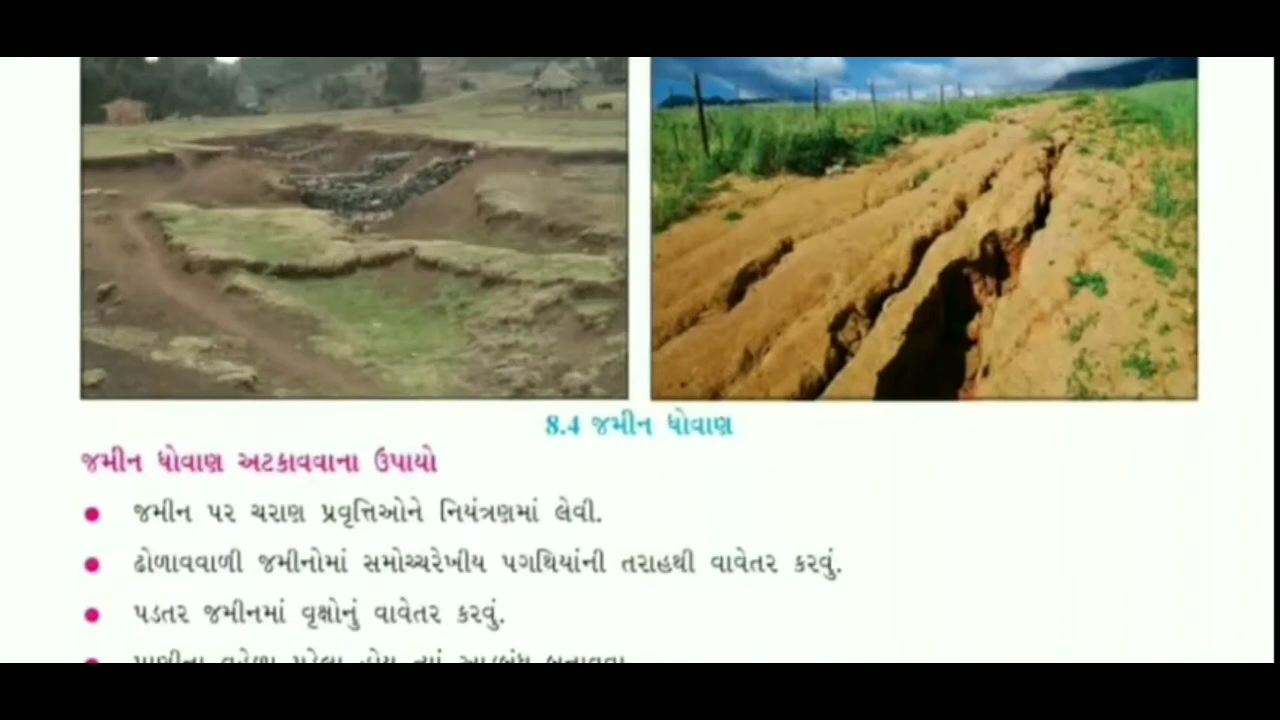 8.4 જમીન ધોવાણ
જમીન ધોવાણ અટકાવવાના ઉપાયો
● જમીન પર ચરાણ પ્રવૃત્તિઓને નિયંત્રણમાં લેવી.
● ઢોળાવવાળી જમીનોમાં સમોચ્ચરેખીય પગથિયાંની તરાહથી વાવેતર કરવું.
● પડતર જમીનમાં વૃક્ષોનું વાવેતર કરવું.